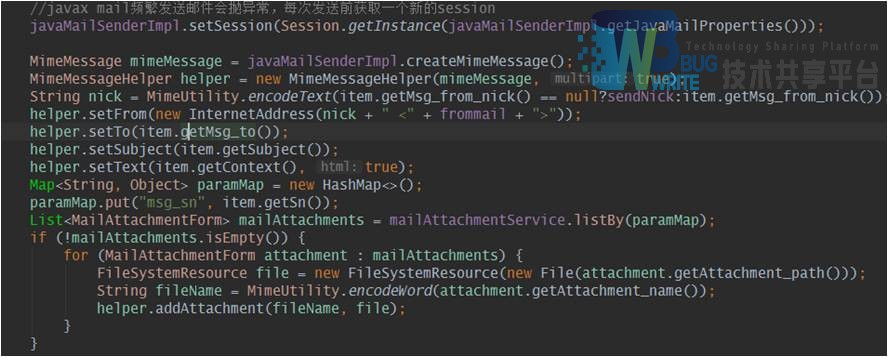 //javax mail频繁发送邮件会抛异常，每次发送前获取一个新的session
javaMailSenderImpl.setSession(Session.getInstance(javaMailSenderImpl.getJavaMailProperties()));
Technology Sharing Platform
BUG
WRITE
技术共享平台
MimeMessage mimeMessage = javaMailSenderImpl.createMimeMessage();
MimeMessageHelper helper = new MimeMessageHelper(mimeMessage, multipart: true);
String nick = MimeUtility.encodeText(item.getMsg_from_nick() == null?sendNick:item.getMsg_from_nick())
helper.setFrom(new InternetAddress(nick + " <" + frommail + ">"));
helper.setTo(item.getMsg_to());
helper.setSubject(item.getSubject());
helper.setText(item.getContext(), html: true);
Map<String, Object> paramMap = new HashMap<>();
paramMap.put("msg_sn", item.getSn());
List<MailAttachmentForm> mailAttachments = mailAttachmentService.listBy(paramMap);
if (!mailAttachments.isEmpty()) {
for (MailAttachmentForm attachment : mailAttachments) {
FileSystemResource file = new FileSystemResource(new File(attachment.getAttachment_path()));
String fileName = MimeUtility.encodeWord(attachment.getAttachment_name());
helper.addAttachment(fileName, file);
}
}